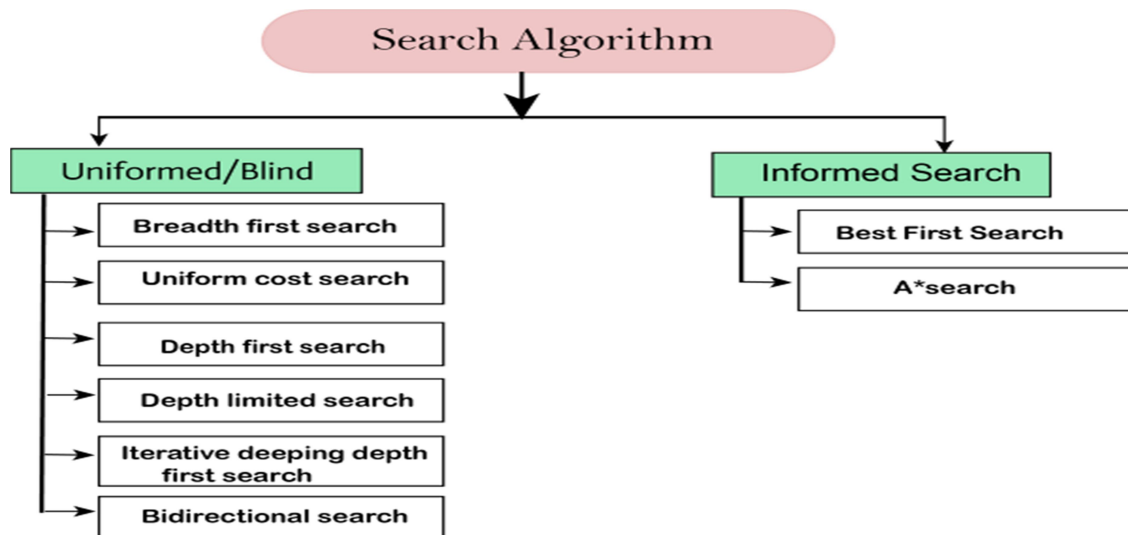 Search Algorithm
Uniformed/Blind
Breadth first search
Uniform cost search
Depth first search
Depth limited search
Iterative deeping depth
first search
Bidirectional search
Informed Search
Best First Search
A*search